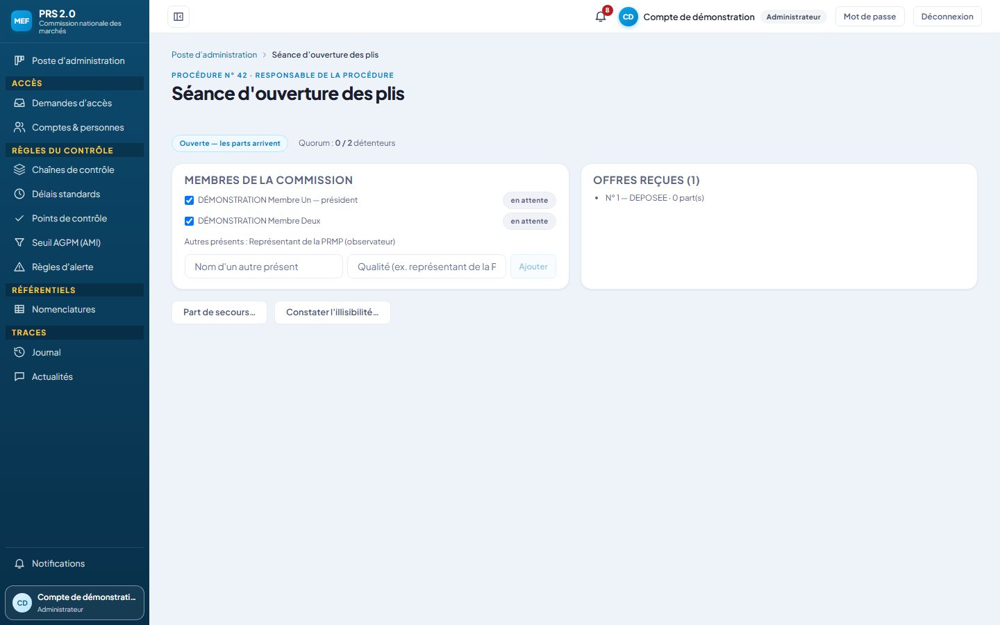 MEF
PRS 2.0
Commission nationale des
marchés
Poste d'administration
ACCÈS
Demandes d'accès
Comptes & personnes
RÈGLES DU CONTRÔLE
Chaînes de contrôle
Délais standards
Points de contrôle
Seuil AGPM (AMI)
Règles d'alerte
RÉFÉRENTIELS
Nomenclatures
TRACES
Journal
Actualités
Notifications
CD
Compte de démonstrati…
Administrateur
8
CD
Compte de démonstration
Administrateur
Mot de passe
Déconnexion
Poste d'administration > Séance d'ouverture des plis
PROCÉDURE N° 42 · RESPONSABLE DE LA PROCÉDURE
Séance d'ouverture des plis
Ouverte — les parts arrivent
Quorum : 0 / 2 détenteurs
MEMBRES DE LA COMMISSION
DÉMONSTRATION Membre Un — président
en attente
DÉMONSTRATION Membre Deux
en attente
Autres présents : Représentant de la PRMP (observateur)
Nom d'un autre présent
Qualité (ex. représentant de la P
Ajouter
OFFRES REÇUES (1)
• N° 1 — DEPOSEE · 0 part(s)
Part de secours…
Constater l'illisibilité…